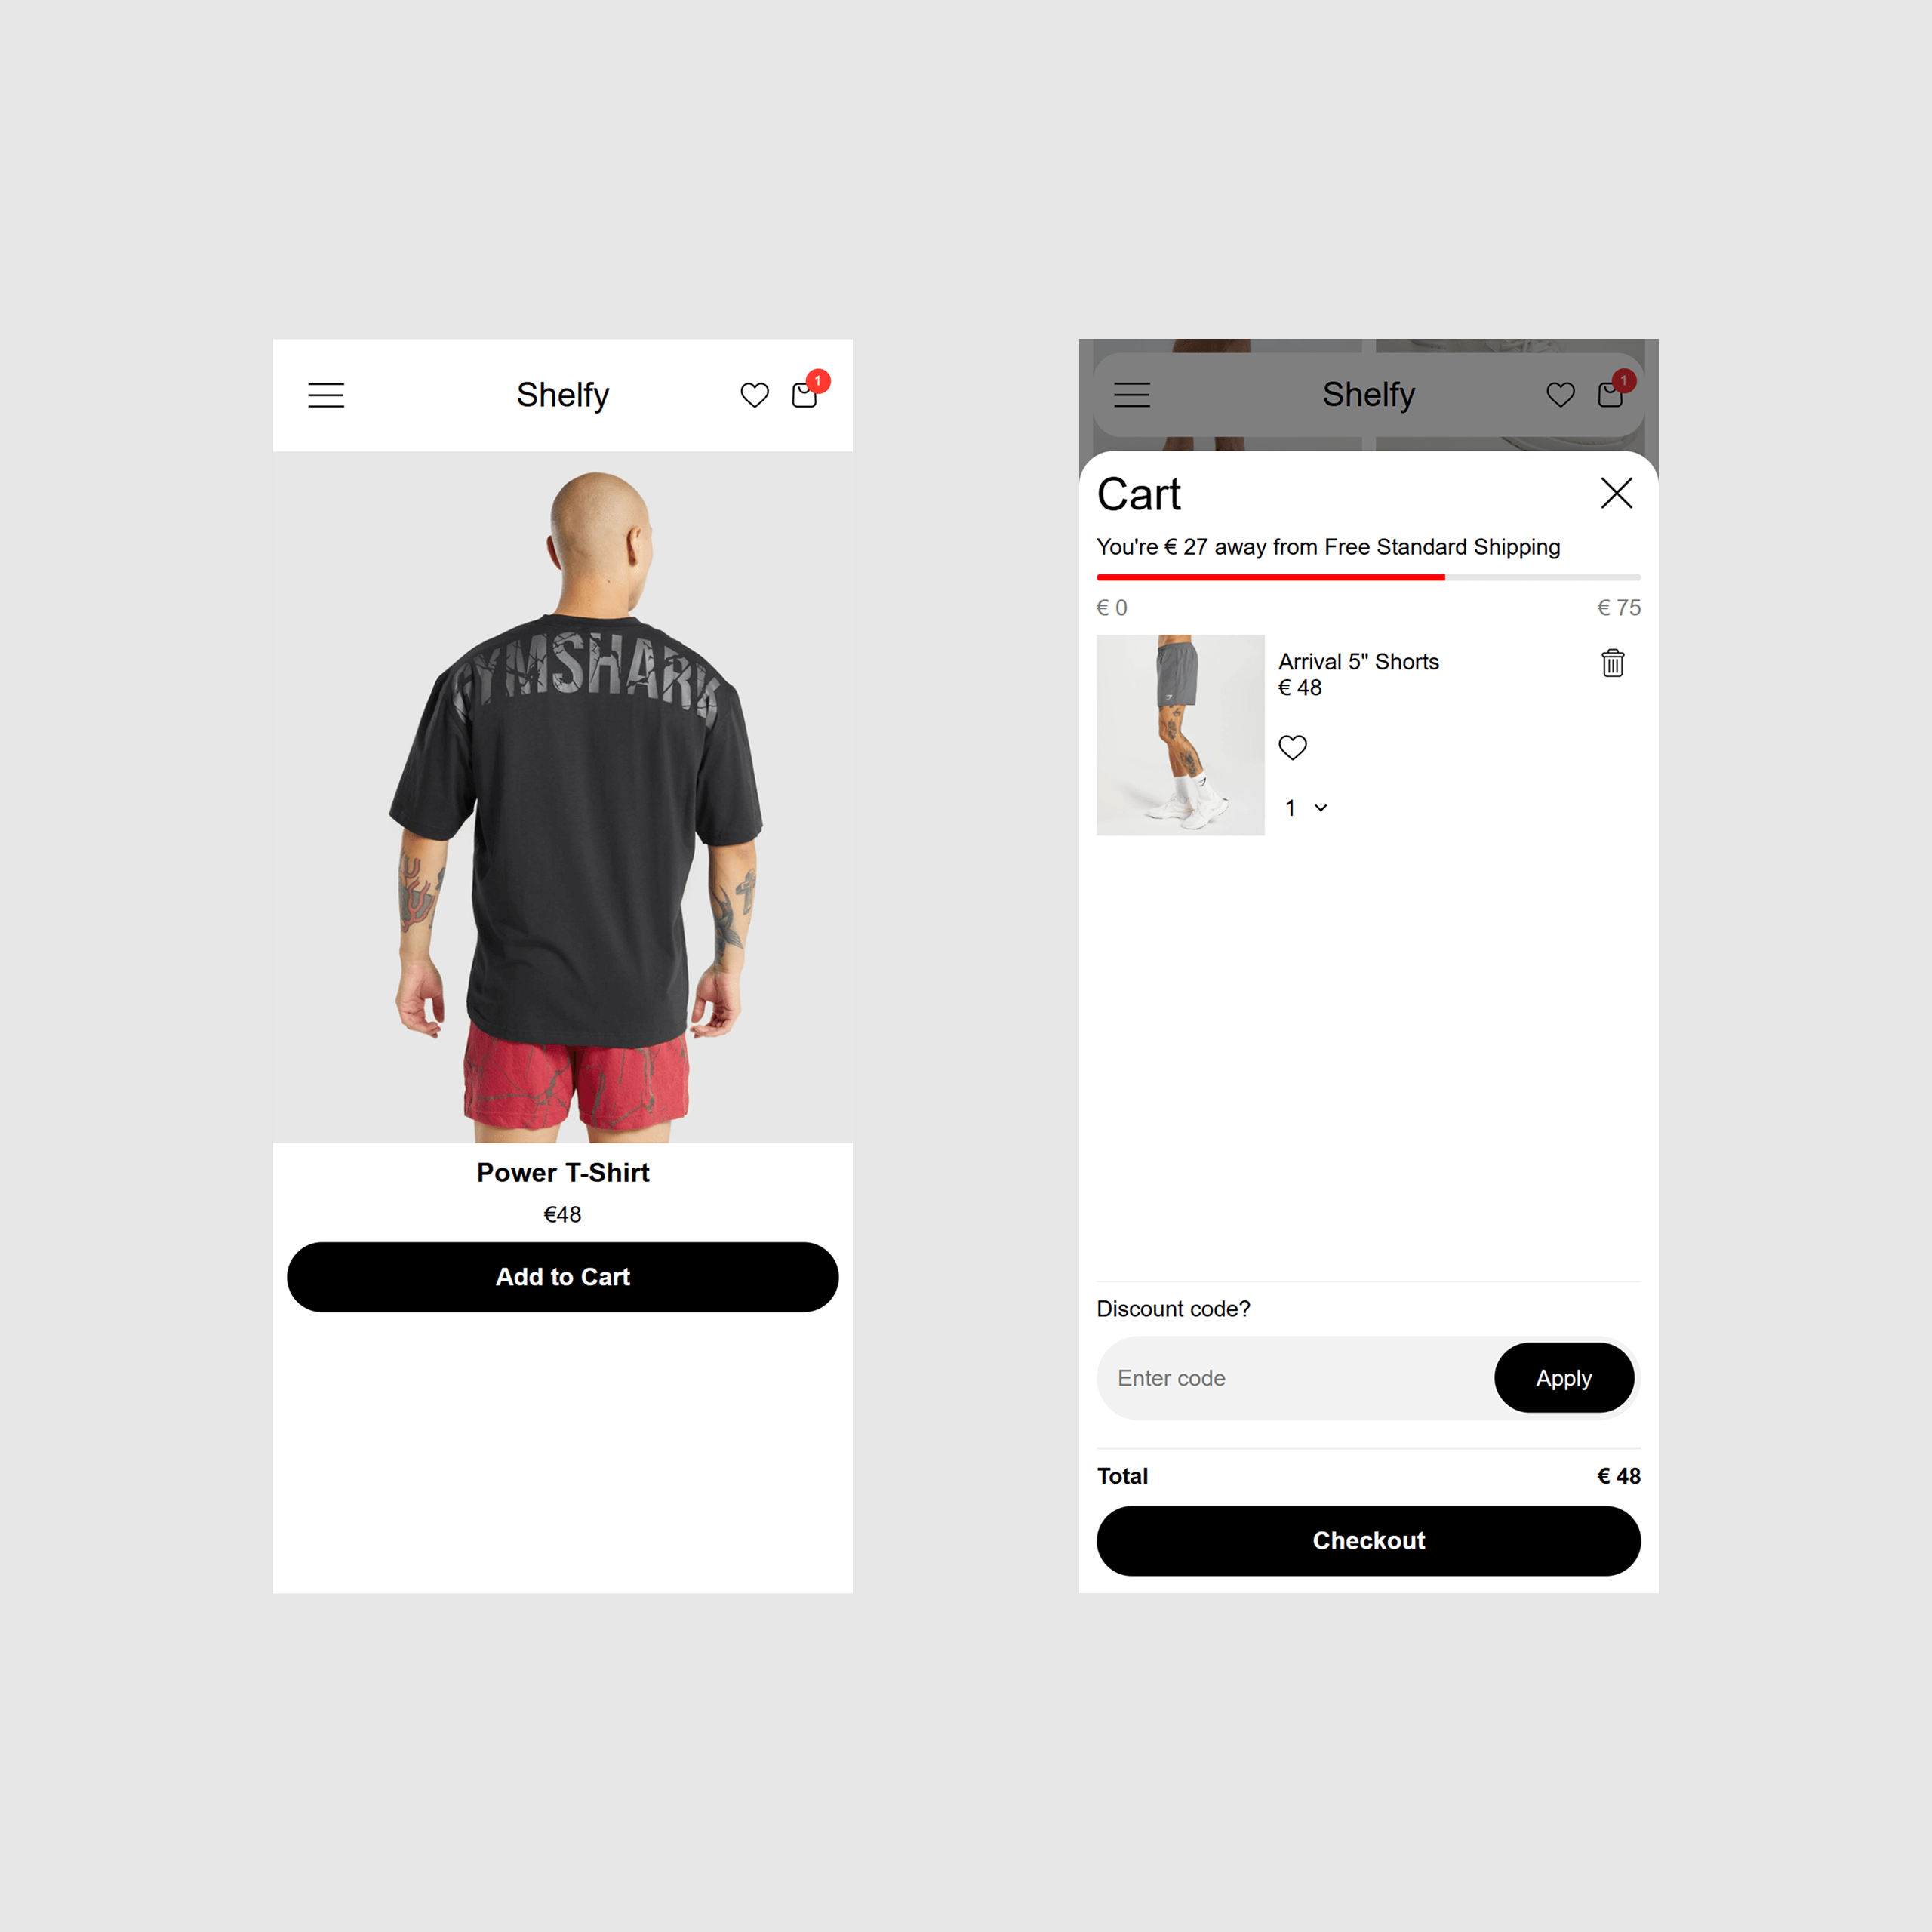 Shelfy
1
GYMSHARK
Power T-Shirt
€48
Add to Cart
Shelfy
1
Cart
You're € 27 away from Free Standard Shipping
€ 0
€ 75
Arrival 5" Shorts
€ 48
1
Discount code?
Enter code
Apply
Total
€ 48
Checkout